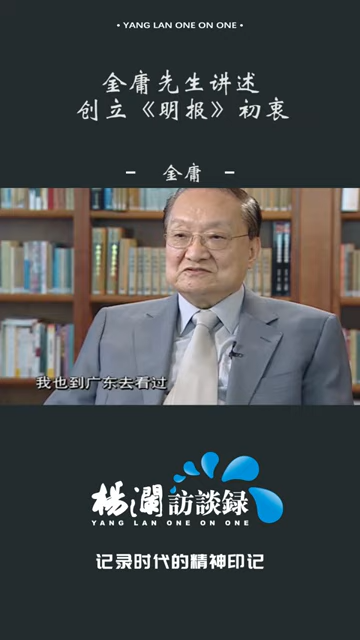 • YANG LAN ONE ON ONE •
金庸先生讲述
创立《明报》初衷
- 金庸 -
我也到广东去看过
杨澜訪談録
YANG LAN ONE ON ONE
记录时代的精神印记